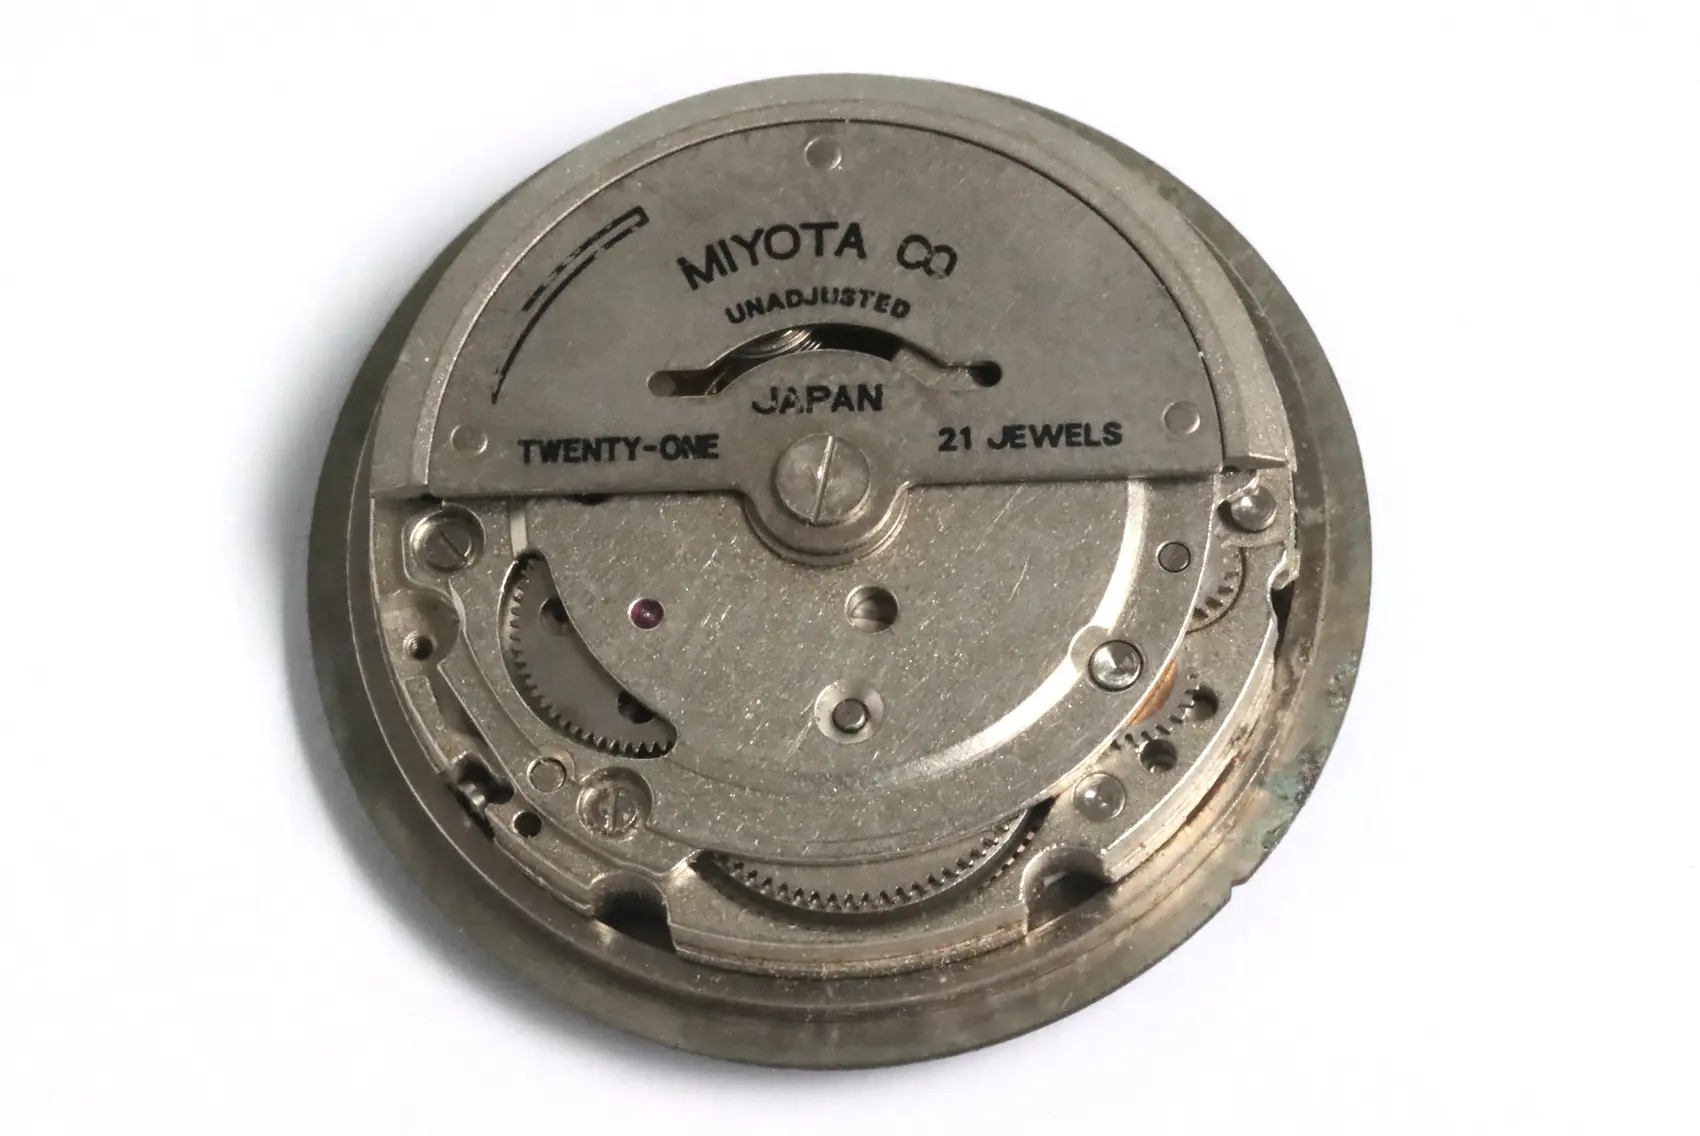 MIYOTA CO
UNADJUSTED
JAPAN
TWENTY-ONE 21 JEWELS